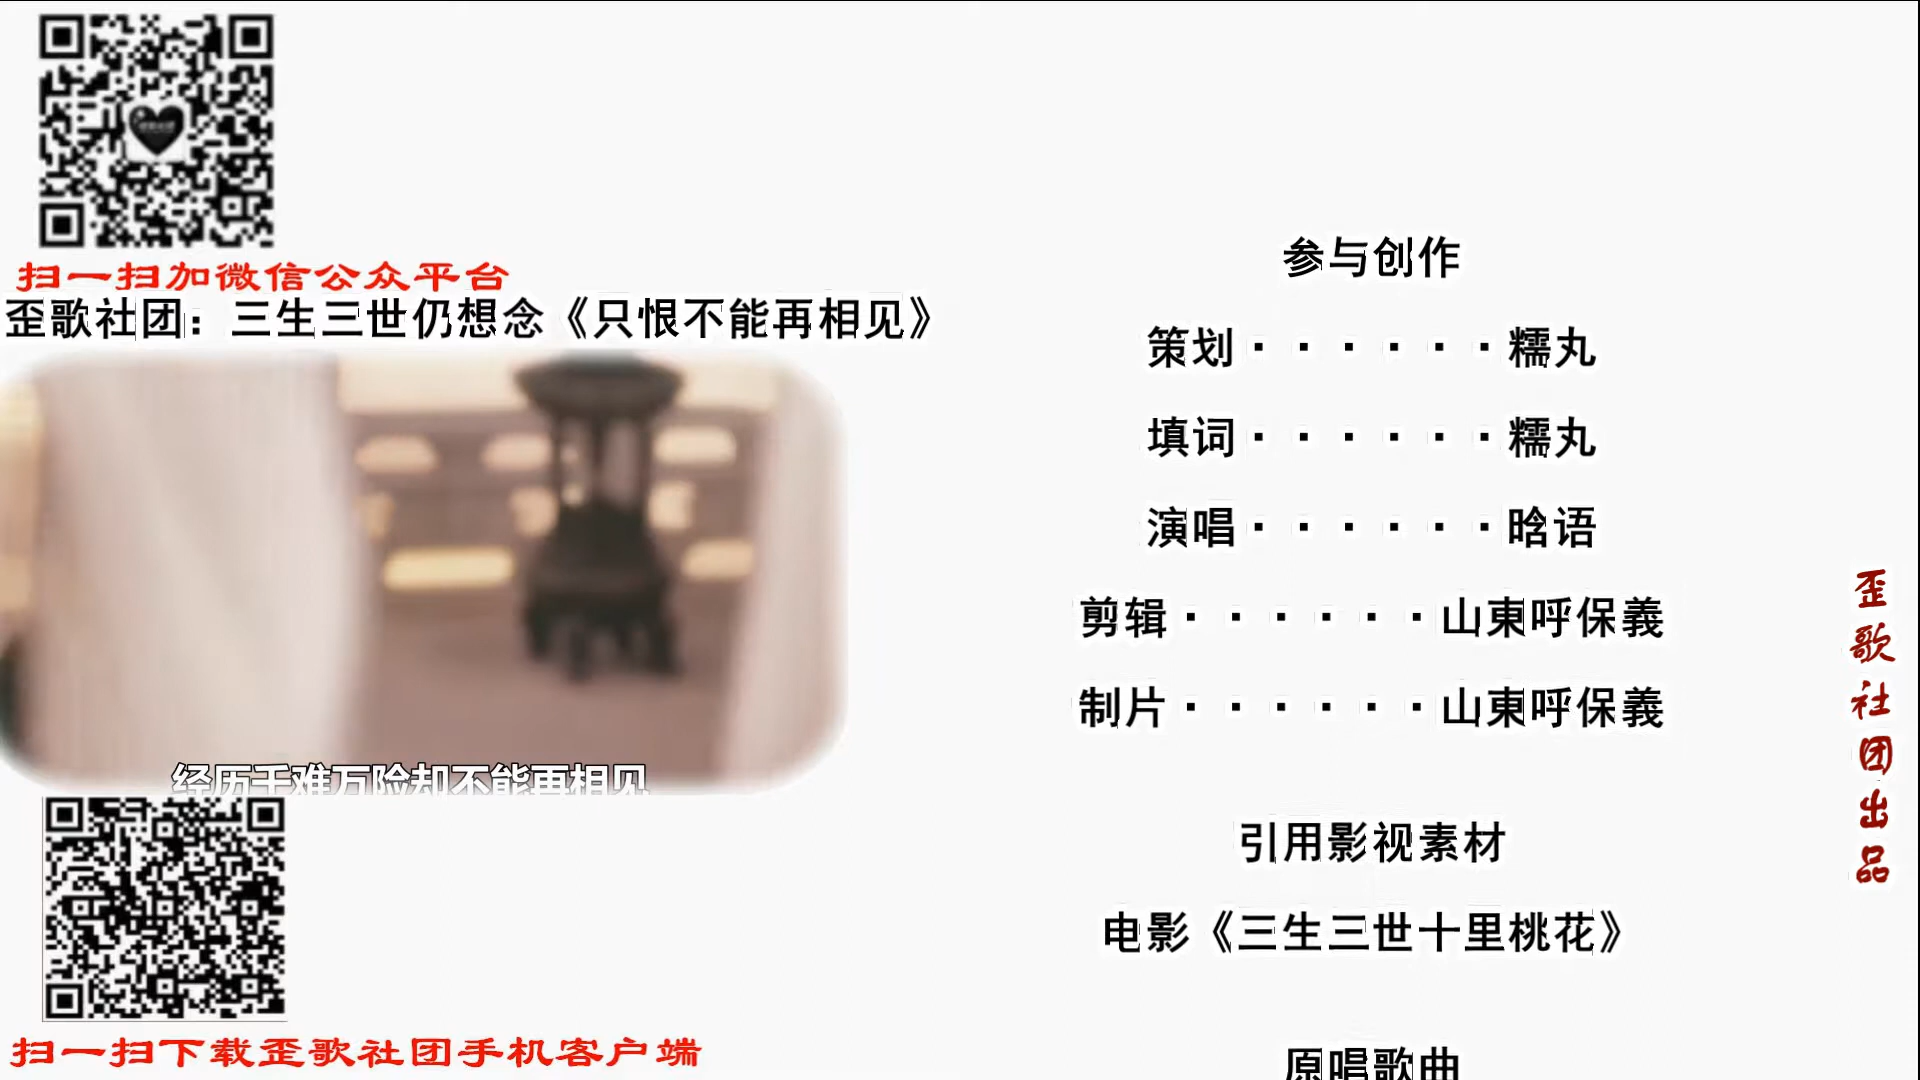 扫一扫加微信公众平台
歪歌社团：三生三世仍想念《只恨不能再相见》
经历千难万险却不能再相见
扫一扫下载歪歌社团手机客户端
参与创作
策划······糯丸
填词······糯丸
演唱······晗语
剪辑······山東呼保義
制片······山東呼保義
引用影视素材
电影《三生三世十里桃花》
原唱歌曲
歪歌社团出品